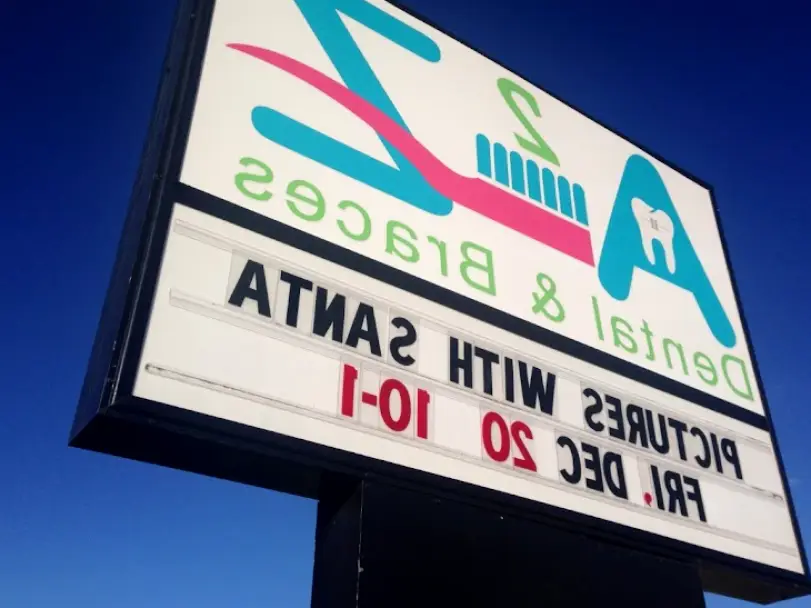 A 2 Z
Dental & Braces
PICTURES WITH SANTA
FRI, DEC 20 10-1